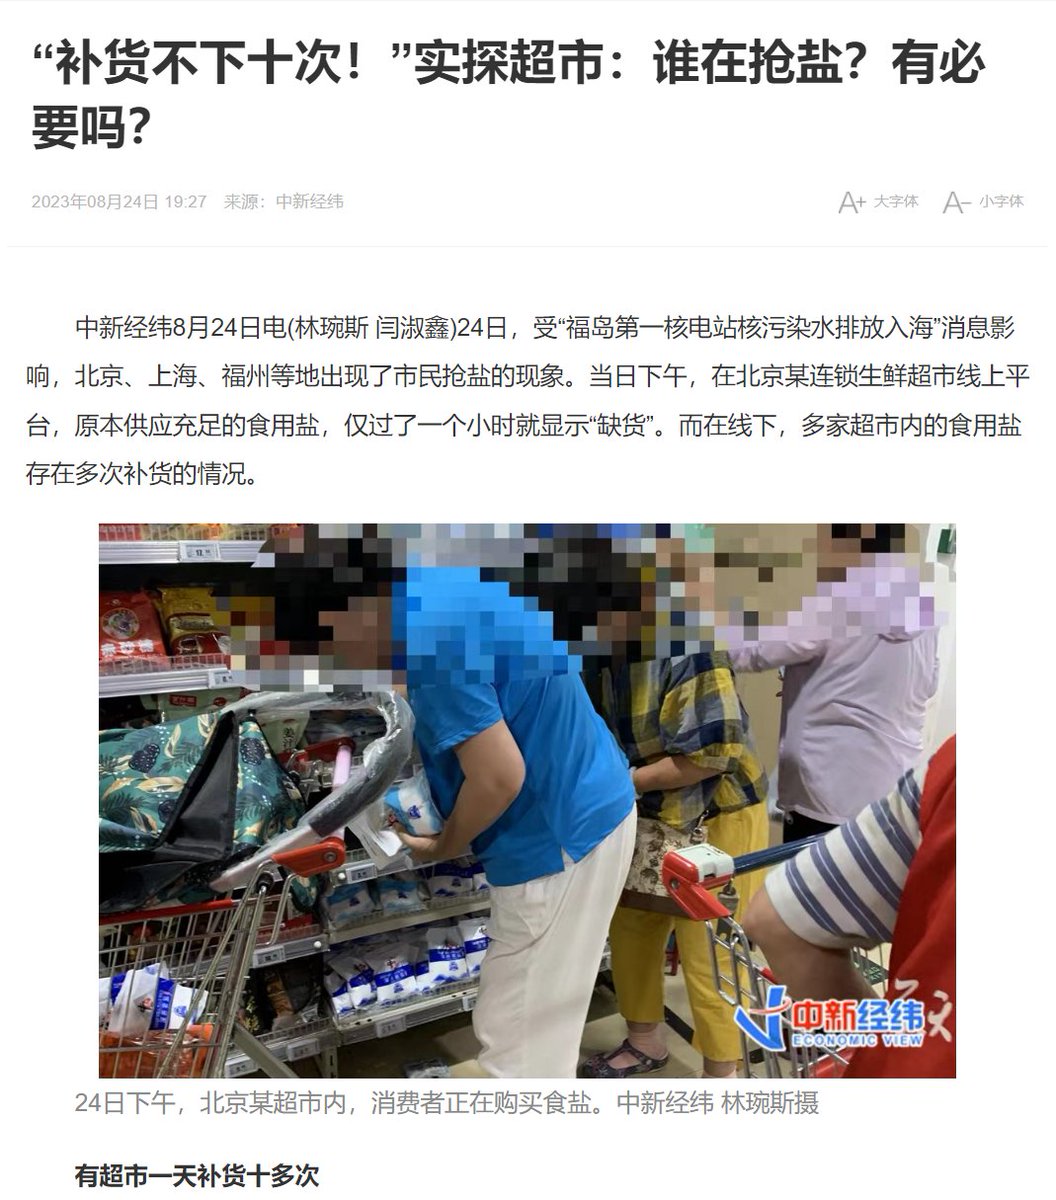 “补货不下十次！”实探超市：谁在抢盐？有必
要吗？
2023年08月24日 19:27 来源：中新经纬
A+ 大字体 A- 小字体
中新经纬8月24日电(林琬斯 闫淑鑫)24日，受“福岛第一核电站核污染水排放入海”消息影
响，北京、上海、福州等地出现了市民抢盐的现象。当日下午，在北京某连锁生鲜超市线上平
台，原本供应充足的食用盐，仅过了一个小时就显示“缺货”。而在线下，多家超市内的食用盐
存在多次补货的情况。
中新经纬
ECONOMIC VIEW
24日下午，北京某超市内，消费者正在购买食盐。中新经纬 林琬斯摄
有超市一天补货十多次